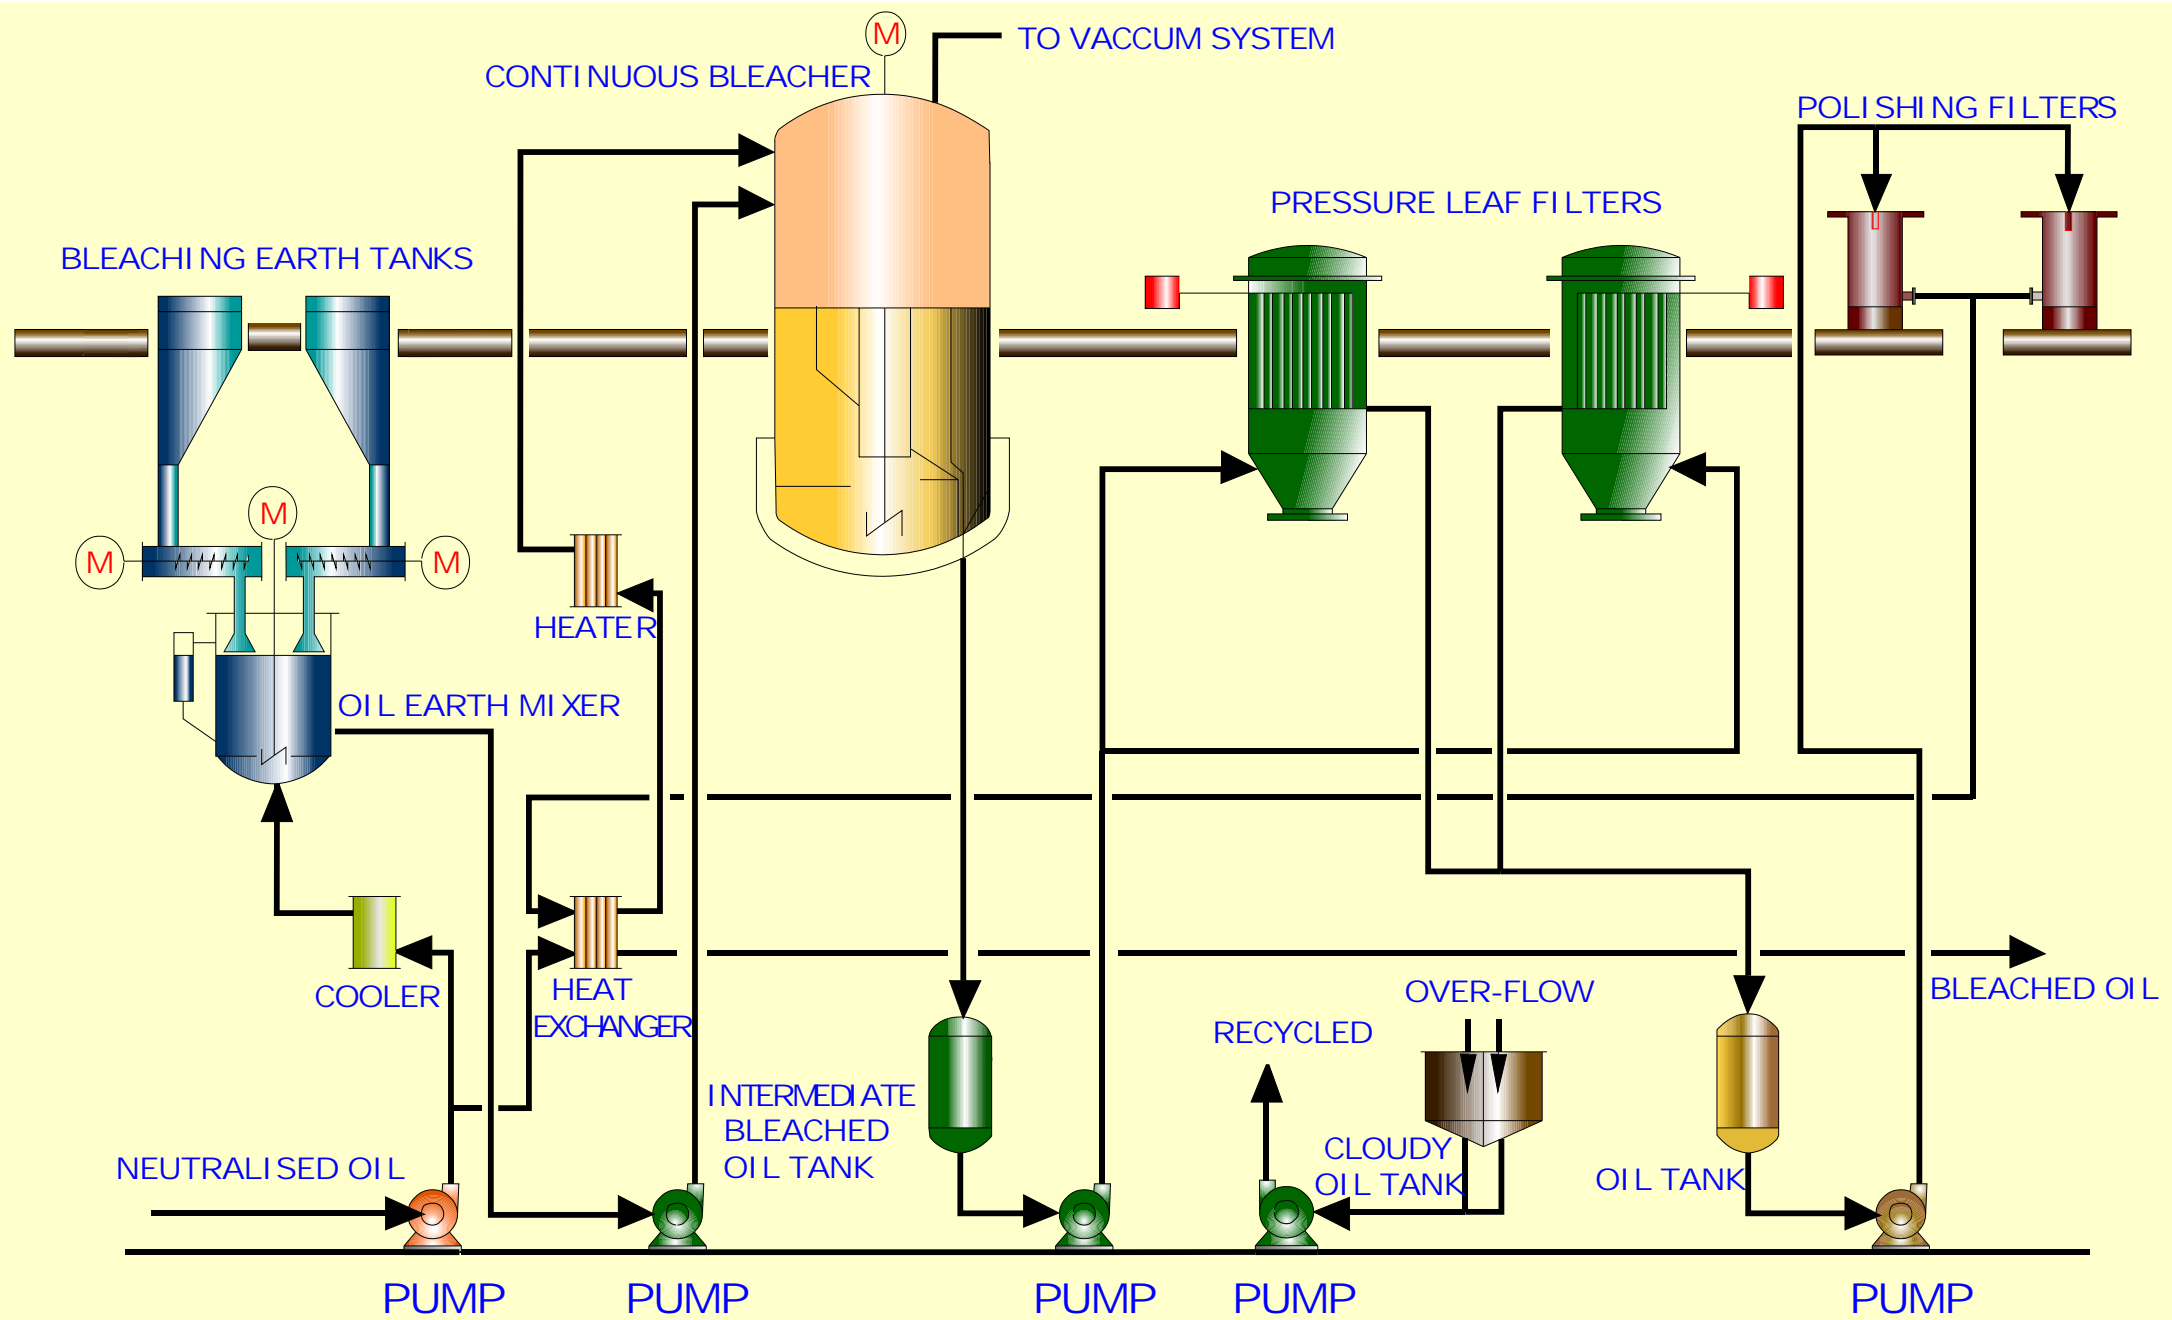 M
TO VACCUM SYSTEM
CONTINUOUS BLEACHER
POLISHING FILTERS
PRESSURE LEAF FILTERS
BLEACHING EARTH TANKS
M
M
M
HEATER
OIL EARTH MIXER
COOLER
HEAT
EXCHANGER
OVER-FLOW
BLEACHED OIL
RECYCLED
INTERMEDIATE
BLEACHED
OIL TANK
CLOUDY
OIL TANK
NEUTRALISED OIL
OIL TANK
PUMP
PUMP
PUMP
PUMP
PUMP